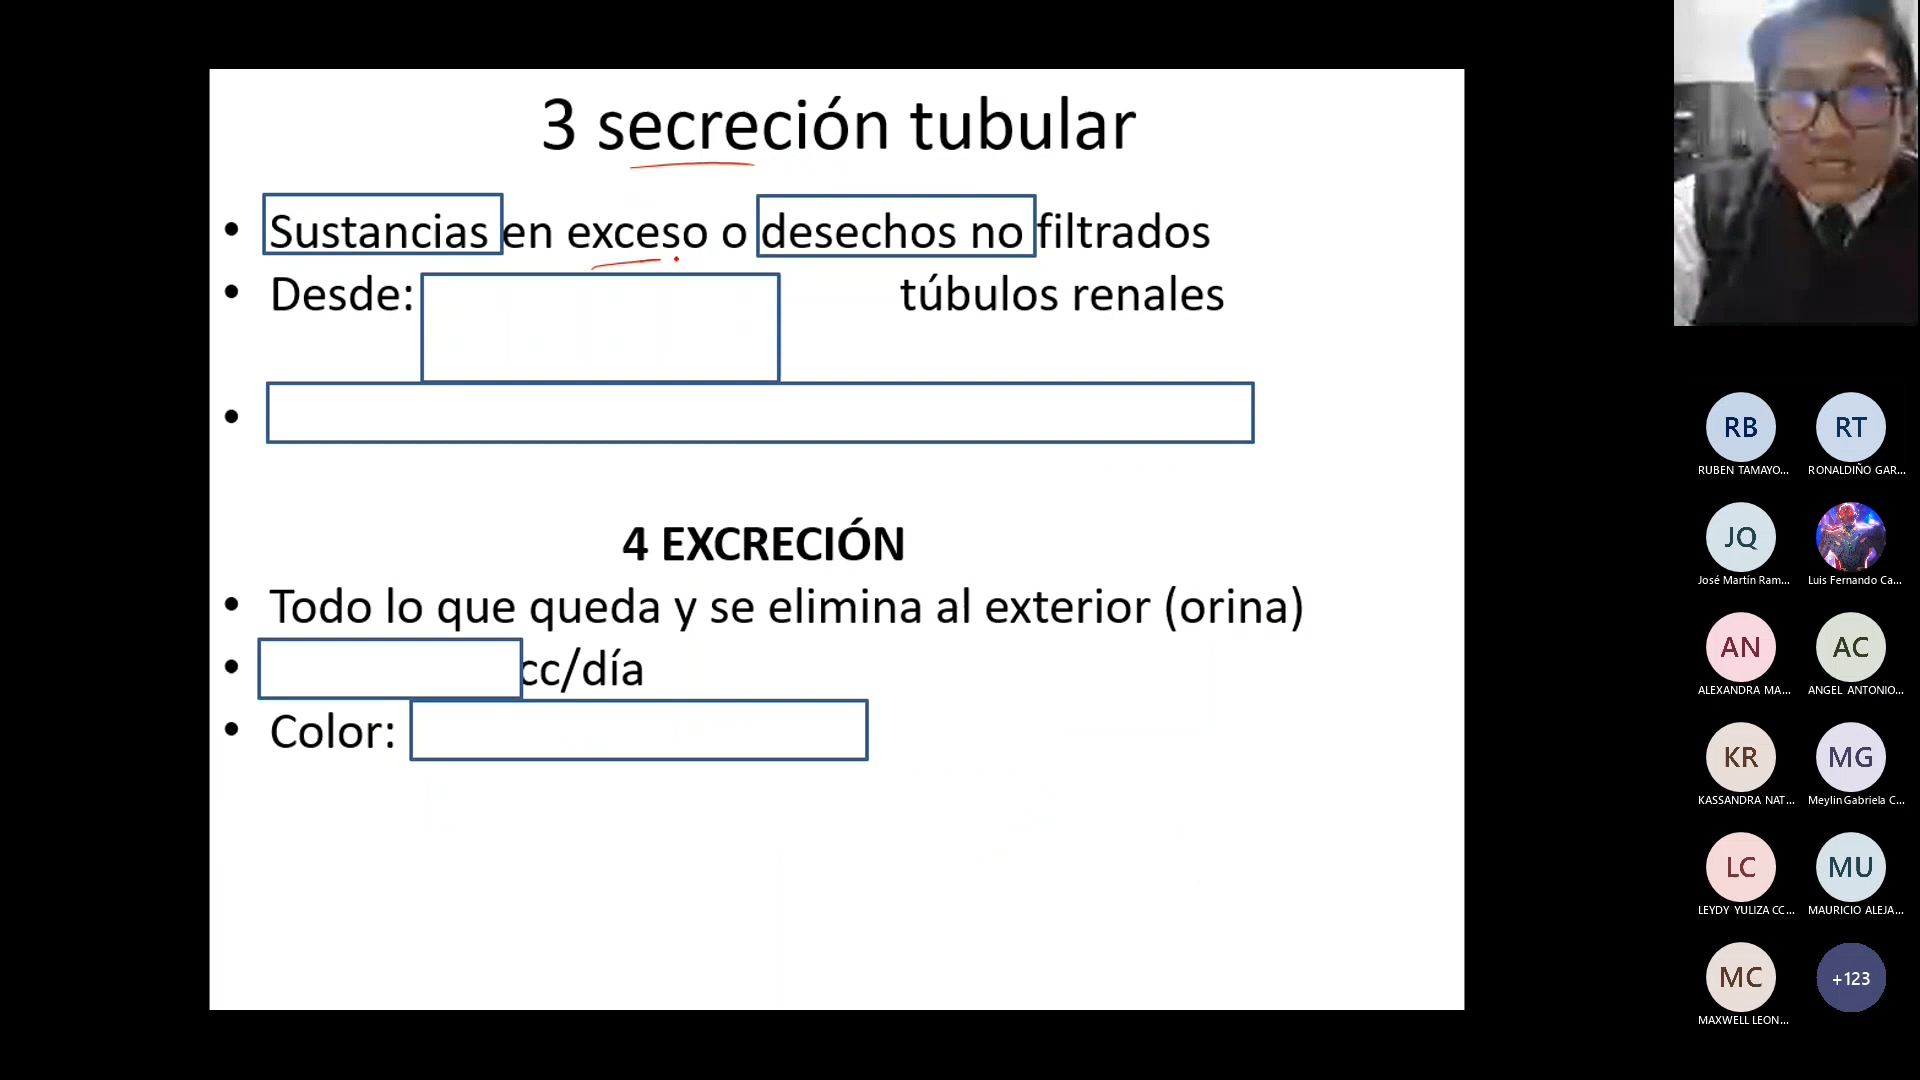 3 secreción tubular
• Sustancias en exceso o desechos no filtrados
• Desde: túbulos renales
•
4 EXCRECIÓN
• Todo lo que queda y se elimina al exterior (orina)
• cc/día
• Color:
RB RT
RUBEN TAMAYO... RONALDIÑO GAR...
JQ
José Martín Ram... Luis Fernando Ca...
AN AC
ALEXANDRA MA... ANGEL ANTONIO...
KR MG
KASSANDRA NAT... Meylin Gabriela C...
LC MU
LEYDY YULIZA CC... MAURICIO ALEJA...
MC +123
MAXWELL LEON...